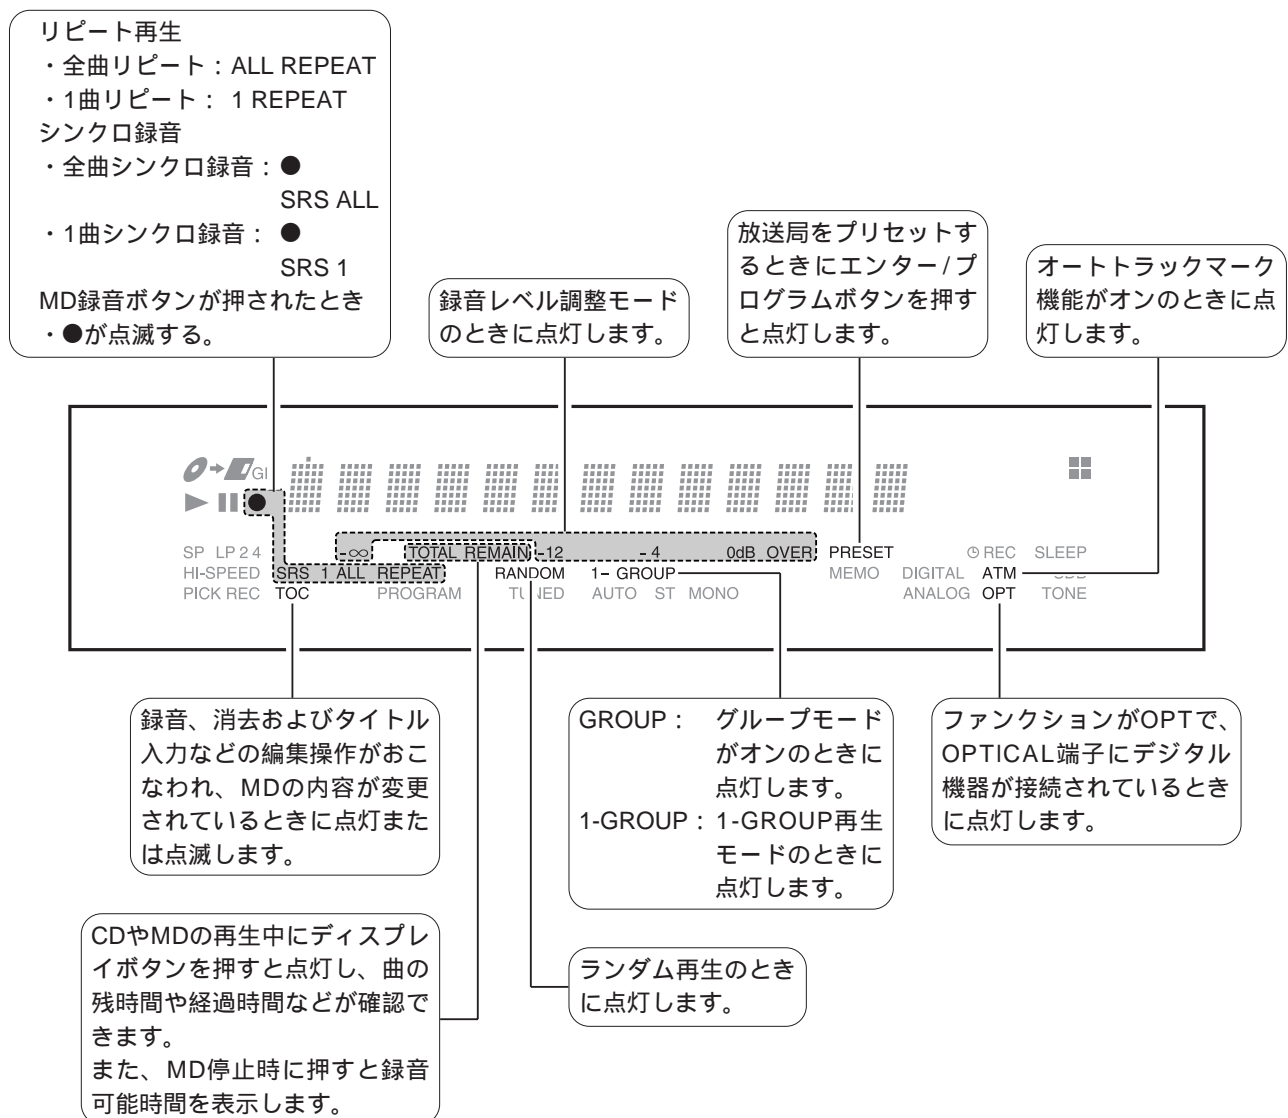 リピート再生
・全曲リピート：ALL REPEAT
・1曲リピート： 1 REPEAT
シンクロ録音
・全曲シンクロ録音：●
SRS ALL
・1曲シンクロ録音： ●
SRS 1
MD録音ボタンが押されたとき
・●が点滅する。
録音レベル調整モード
のときに点灯します。
放送局をプリセットす
るときにエンター/プ
ログラムボタンを押す
と点灯します。
オートトラックマーク
機能がオンのときに点
灯します。
GI
SP LP 2 4 -∞ TOTAL REMAIN -12 - 4 0dB OVER PRESET REC SLEEP
HI-SPEED SRS 1 ALL REPEAT RANDOM 1- GROUP MEMO DIGITAL ATM
PICK REC TOC PROGRAM AUTO ST MONO ANALOG OPT TONE
録音、消去およびタイトル
入力などの編集操作がおこ
なわれ、MDの内容が変更
されているときに点灯また
は点滅します。
GROUP： グループモード
がオンのときに
点灯します。
1-GROUP：1-GROUP再生
モードのときに
点灯します。
ファンクションがOPTで、
OPTICAL端子にデジタル
機器が接続されているとき
に点灯します。
CDやMDの再生中にディスプレ
イボタンを押すと点灯し、曲の
残時間や経過時間などが確認で
きます。
また、MD停止時に押すと録音
可能時間を表示します。
ランダム再生のとき
に点灯します。